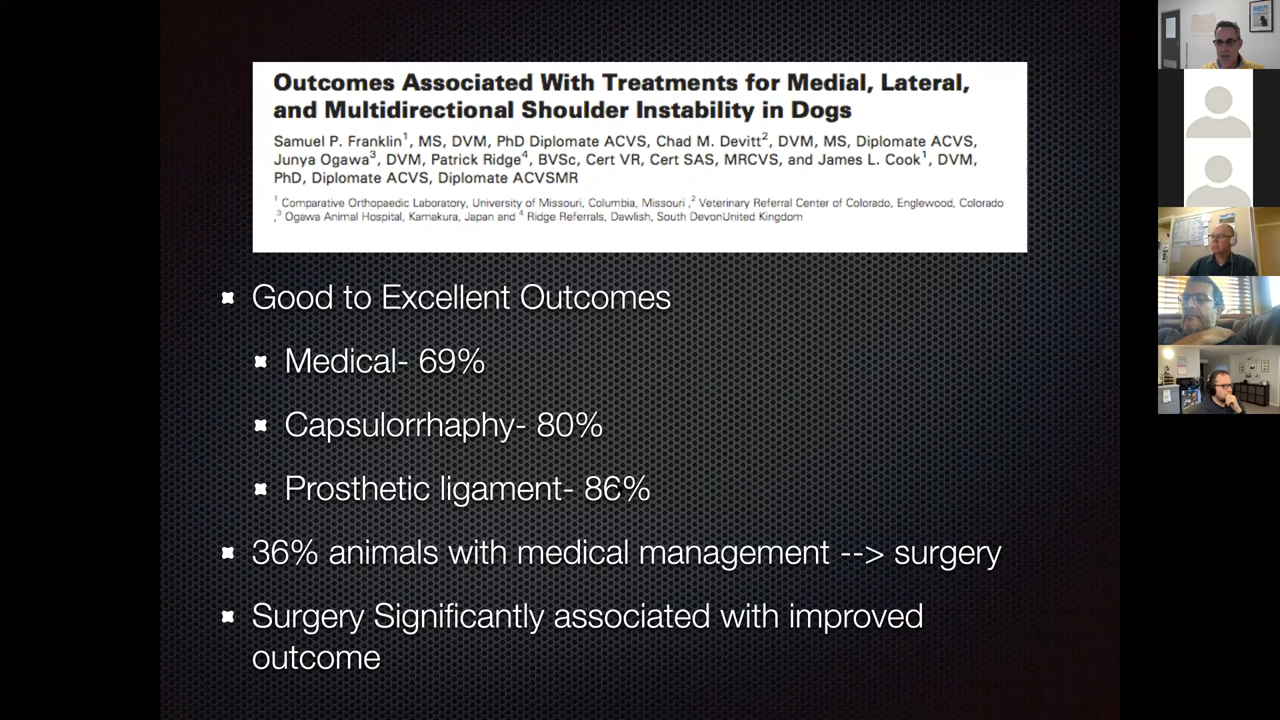 Outcomes Associated With Treatments for Medial, Lateral,
and Multidirectional Shoulder Instability in Dogs
Samuel P. Franklin1, MS, DVM, PhD Diplomate ACVS, Chad M. Devitt2, DVM, MS, Diplomate ACVS,
Junya Ogawa3, DVM, Patrick Ridge4, BVSc, Cert VR, Cert SAS, MRCVS, and James L. Cook1, DVM,
PhD, Diplomate ACVS, Diplomate ACVSMR
1 Comparative Orthopaedic Laboratory, University of Missouri, Columbia, Missouri ,2 Veterinary Referral Center of Colorado, Englewood, Colorado
,3 Ogawa Animal Hospital, Kamakura, Japan and 4 Ridge Referrals, Dawlish, South DevonUnited Kingdom
Good to Excellent Outcomes
Medical- 69%
Capsulorrhaphy- 80%
Prosthetic ligament- 86%
36% animals with medical management --> surgery
Surgery Significantly associated with improved
outcome